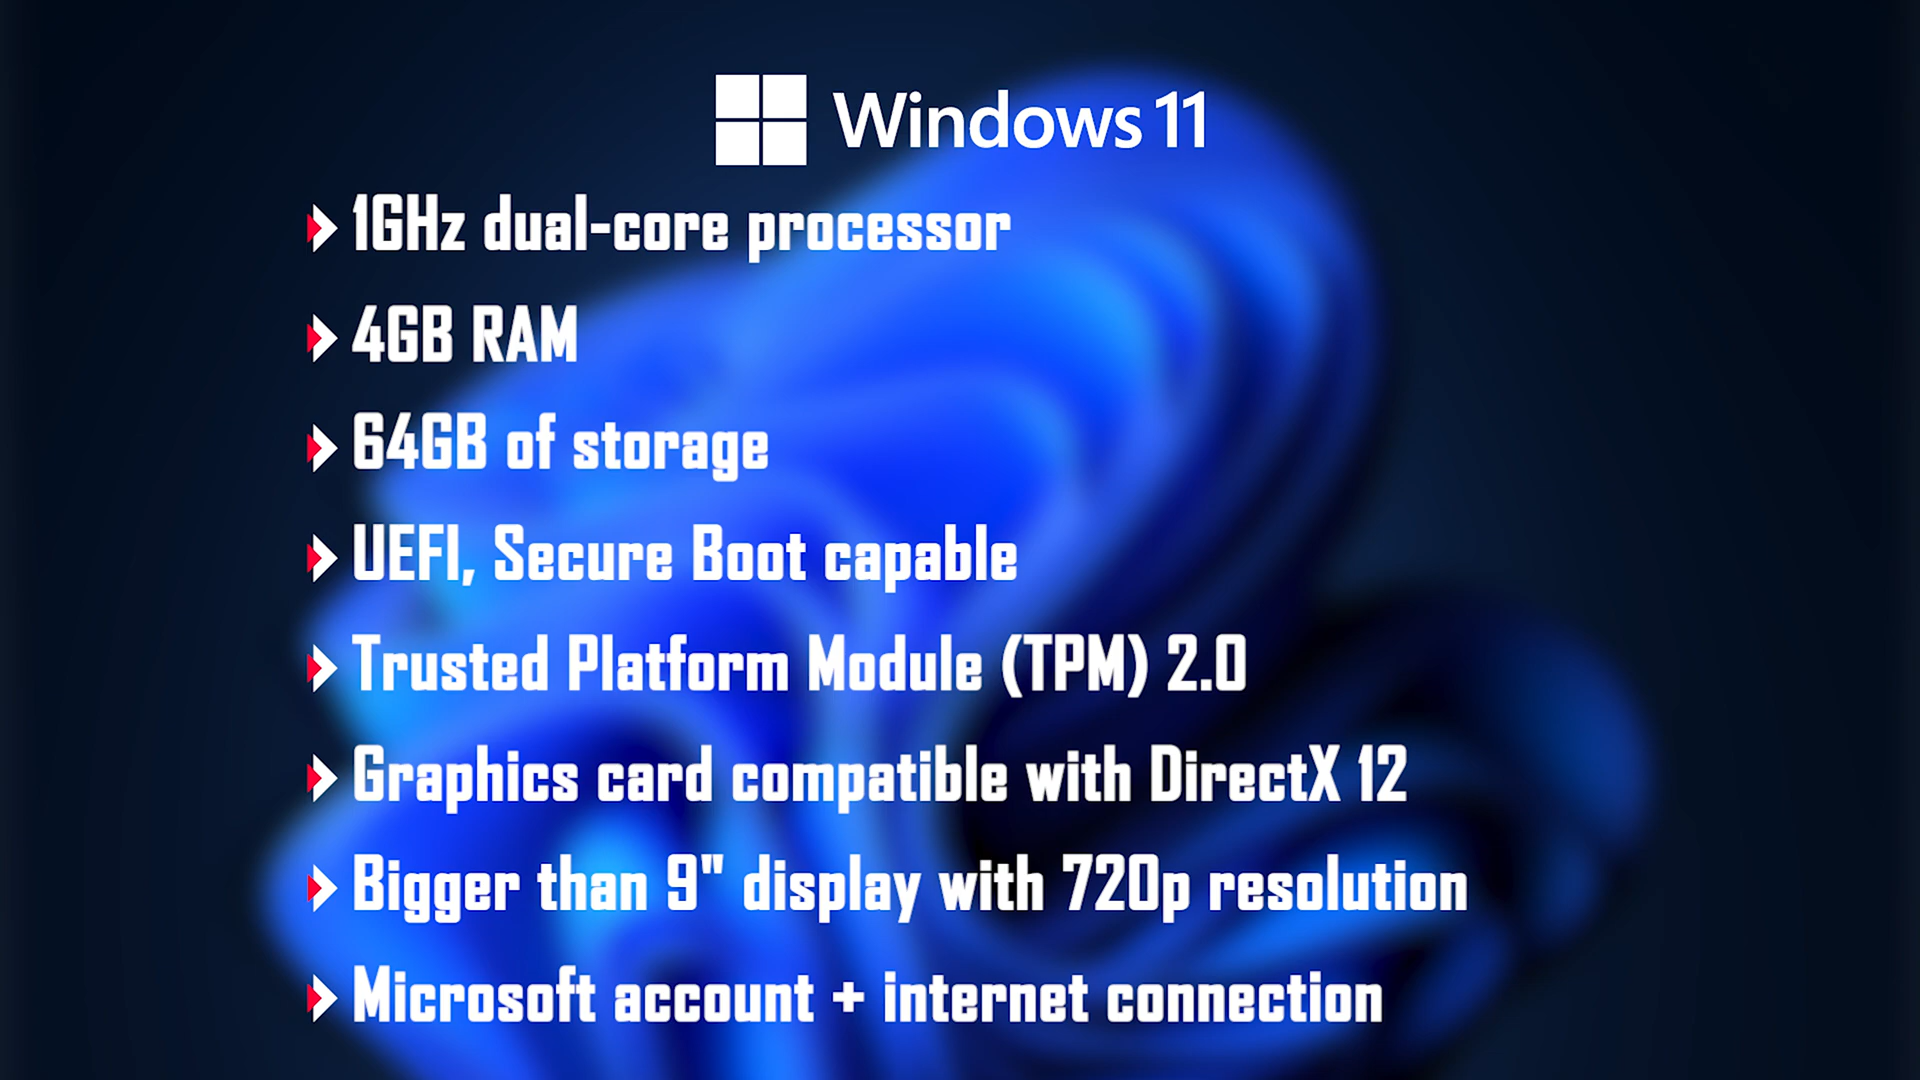 Windows 11
1GHz dual-core processor
4GB RAM
64GB of storage
UEFI, Secure Boot capable
Trusted Platform Module (TPM) 2.0
Graphics card compatible with DirectX 12
Bigger than 9" display with 720p resolution
Microsoft account + internet connection